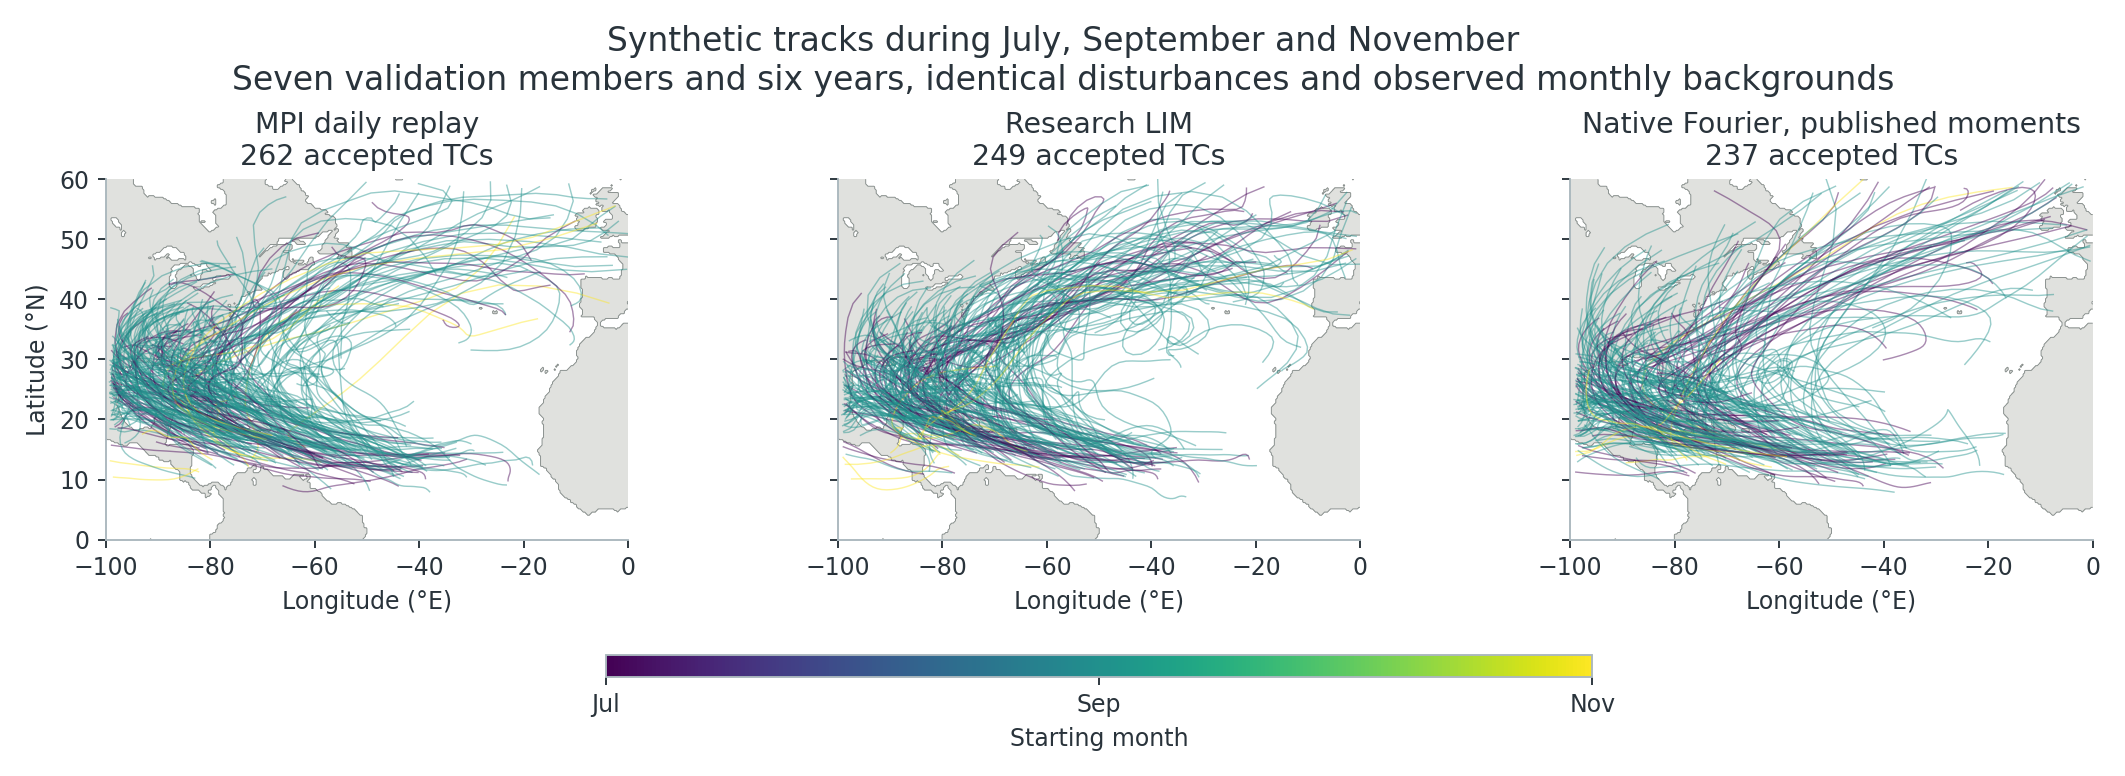 Synthetic tracks during July, September and November
Seven validation members and six years, identical disturbances and observed monthly backgrounds
MPI daily replay
262 accepted TCs
Research LIM
249 accepted TCs
Native Fourier, published moments
237 accepted TCs
60
50
40
30
20
10
0
Latitude (°N)
−100 −80 −60 −40 −20 0
−100 −80 −60 −40 −20 0
−100 −80 −60 −40 −20 0
Longitude (°E)
Longitude (°E)
Longitude (°E)
Jul Sep Nov
Starting month